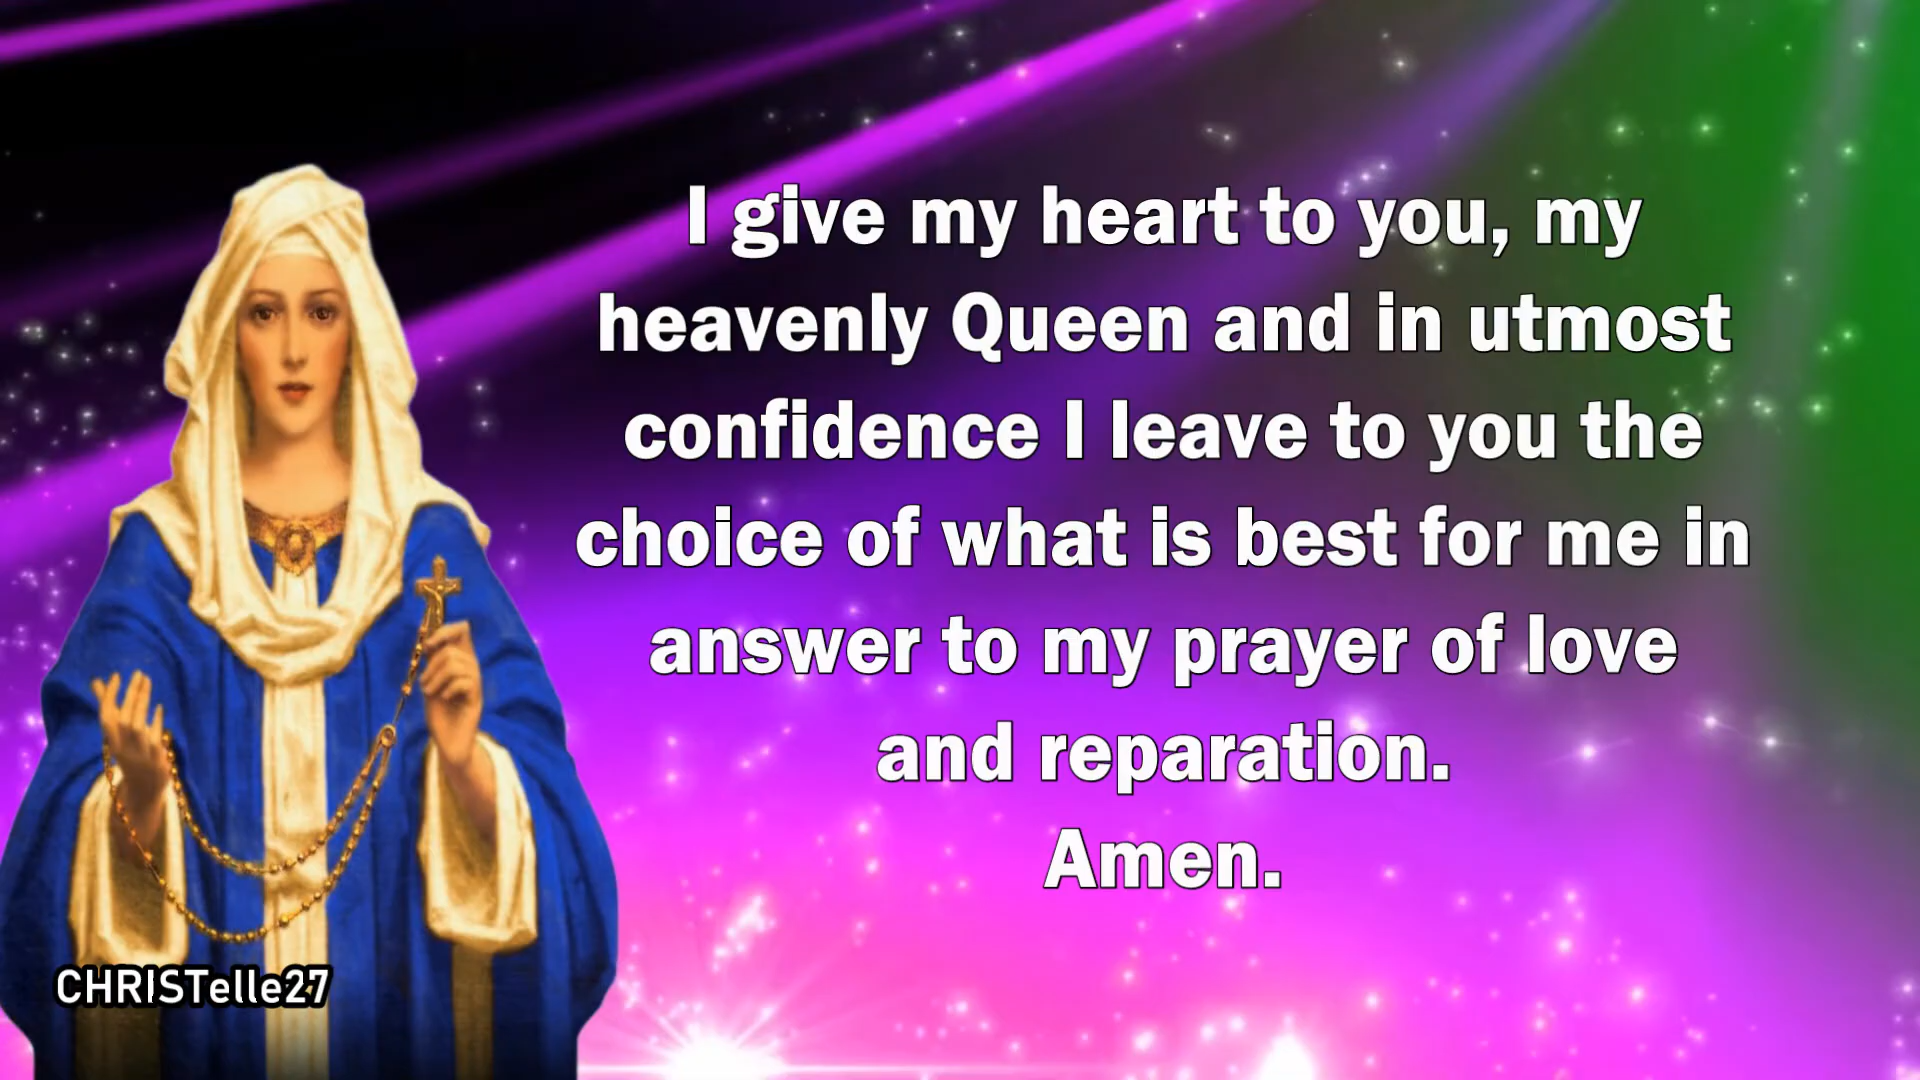 I give my heart to you, my
heavenly Queen and in utmost
confidence I leave to you the
choice of what is best for me in
answer to my prayer of love
and reparation.
Amen.
CHRISTelle27